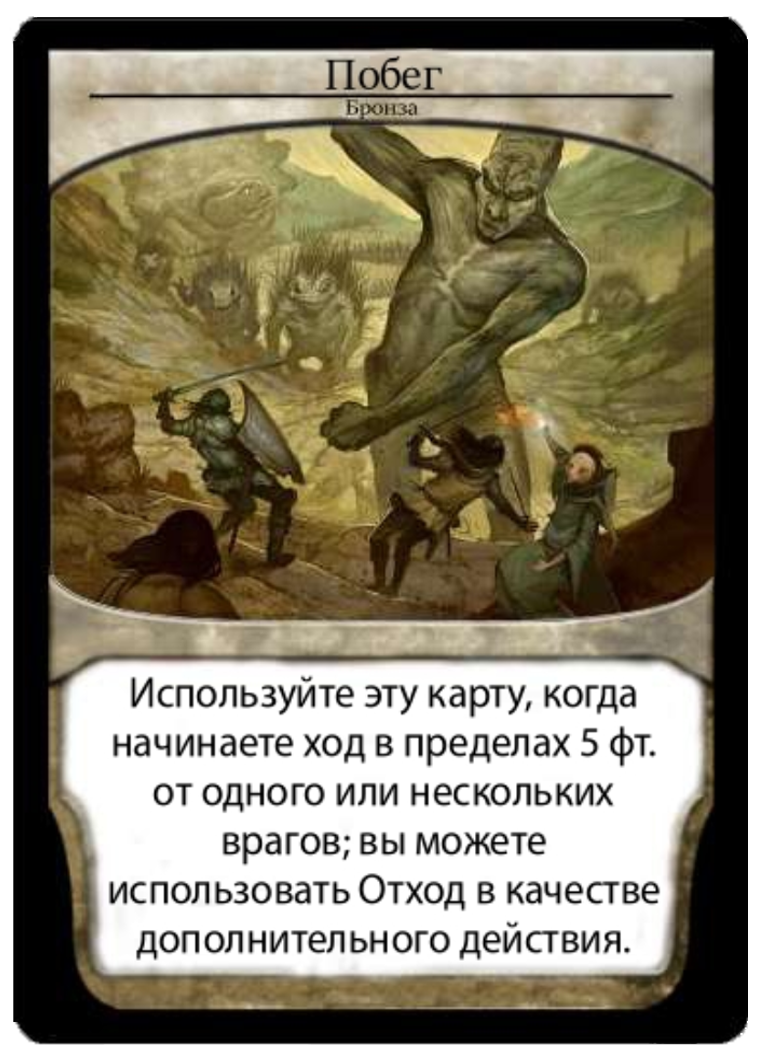 Побег
Бронза
Используйте эту карту, когда
начинаете ход в пределах 5 фт.
от одного или нескольких
врагов; вы можете
использовать Отход в качестве
дополнительного действия.